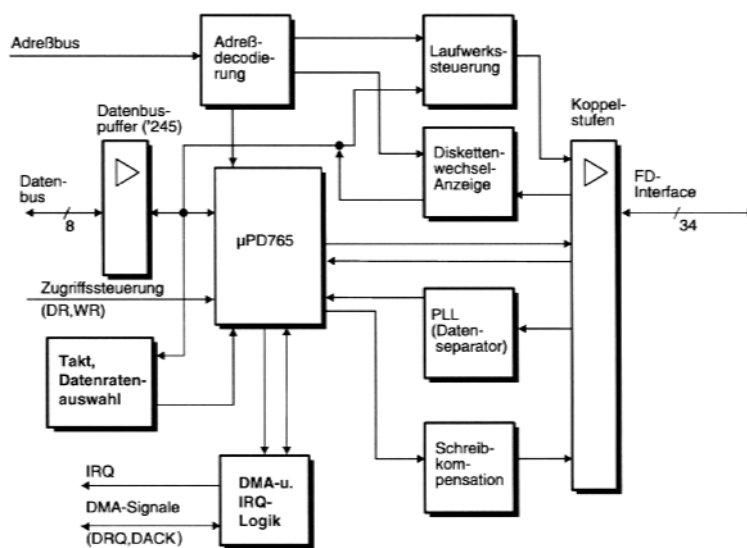 Adreßbus
Adreß-
decodie-
rung
Laufwerks-
steuerung
Datenbus-
puffer ('245)
Koppel-
stufen
Disketten-
wechsel-
Anzeige
Daten-
bus
8
FD-
Interface
34
µPD765
Zugriffssteuerung
(DR,WR)
PLL
(Daten-
separator)
Takt,
Datenraten-
auswahl
Schreib-
kom-
pensation
IRQ
DMA-Signale
(DRQ,DACK)
DMA-u.
IRQ-
Logik